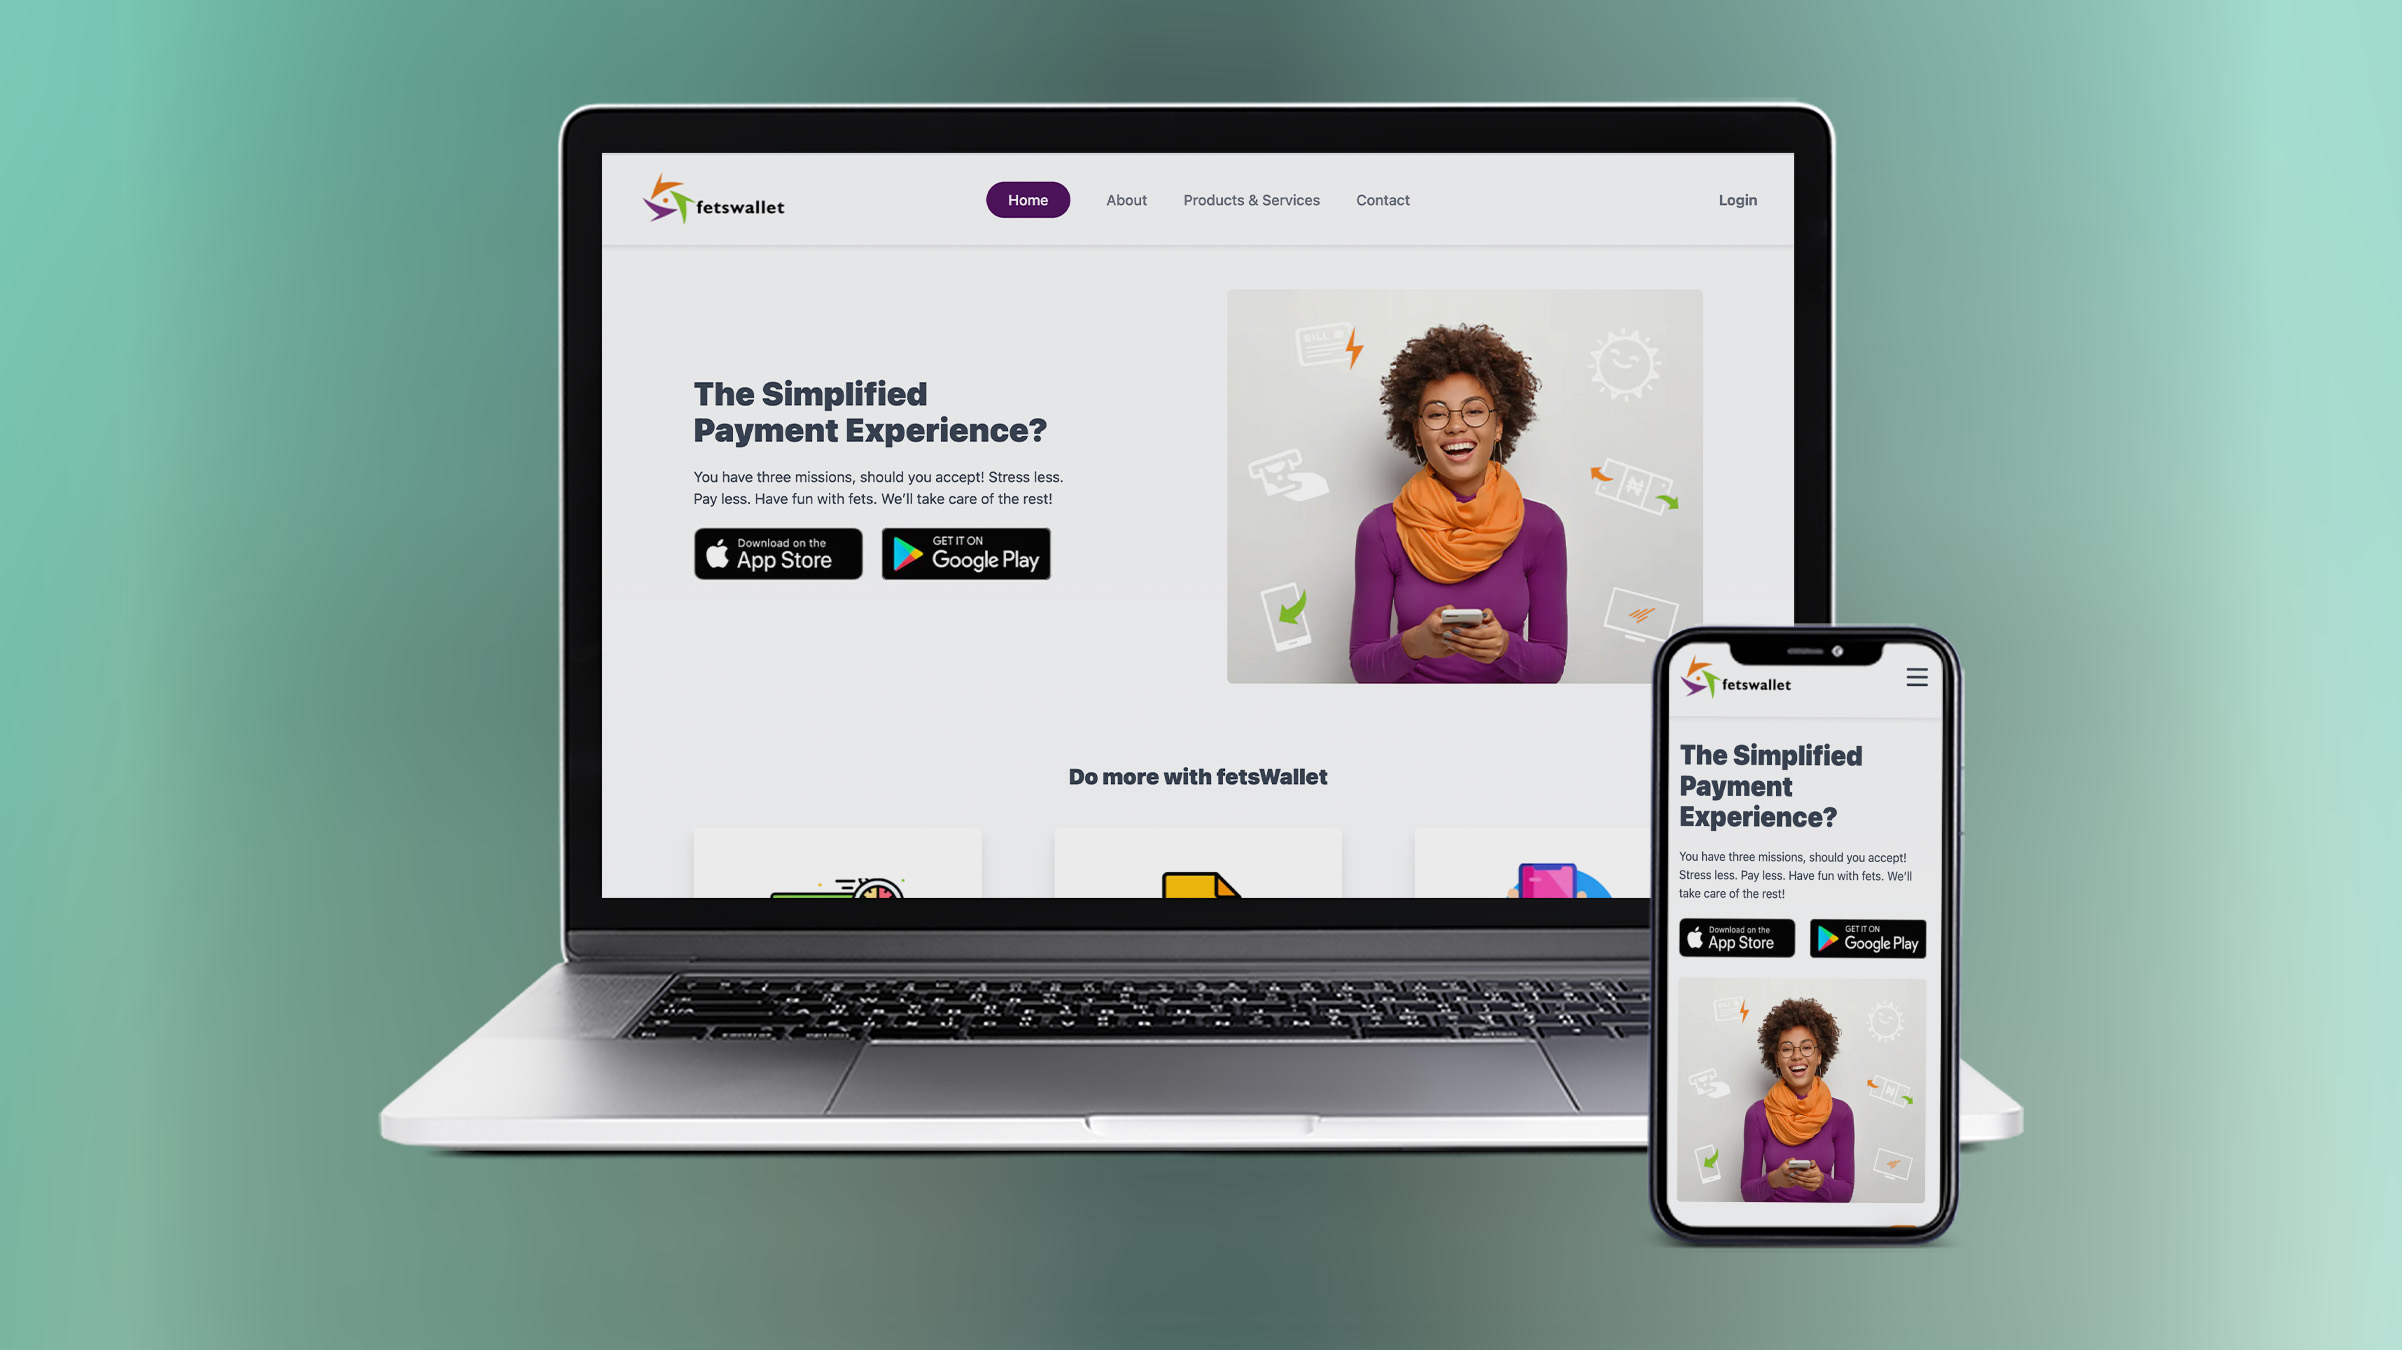 fetswallet
Home
About
Products & Services
Contact
Login
The Simplified
Payment Experience?
You have three missions, should you accept! Stress less.
Pay less. Have fun with fets. We’ll take care of the rest!
Download on the
App Store
GET IT ON
Google Play
BILL
Do more with fetsWallet
fetswallet
The Simplified
Payment
Experience?
You have three missions, should you accept!
Stress less. Pay less. Have fun with fets. We’ll
take care of the rest!
Download on the
App Store
GET IT ON
Google Play